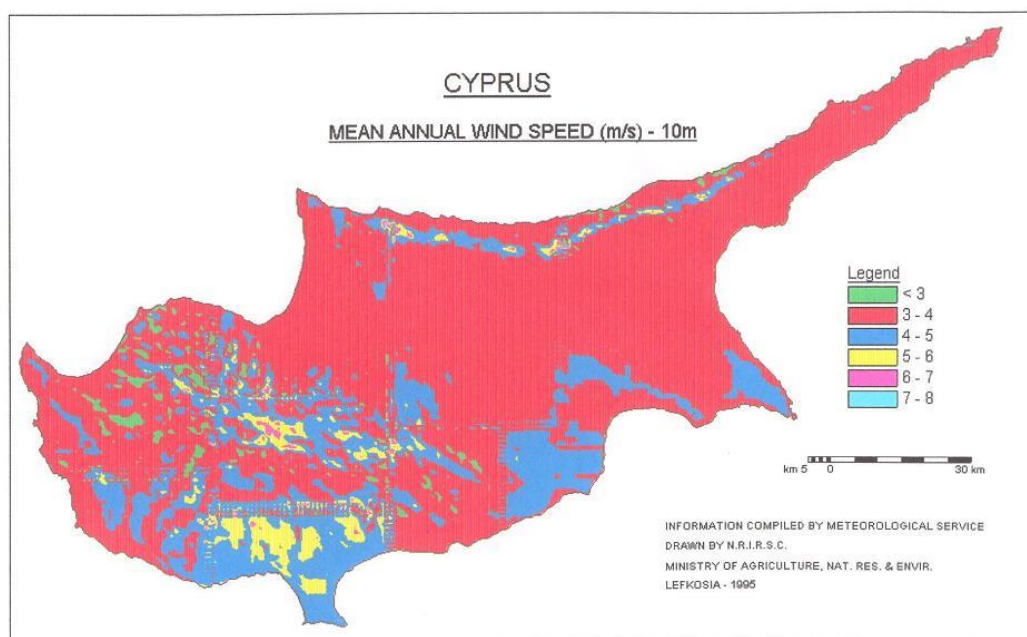 CYPRUS
MEAN ANNUAL WIND SPEED (m/s) - 10m
Legend
< 3
3 - 4
4 - 5
5 - 6
6 - 7
7 - 8
km 5 0 30 km
INFORMATION COMPILED BY METEOROLOGICAL SERVICE
DRAWN BY N.R.I.R.S.C.
MINISTRY OF AGRICULTURE, NAT. RES. & ENVIR.
LEFKOSIA - 1995